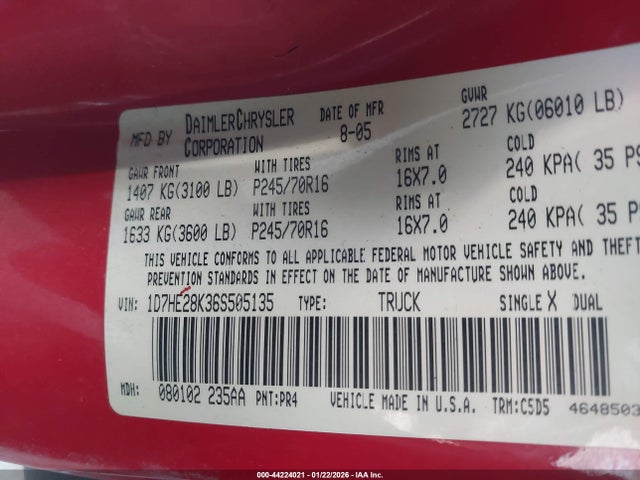 MFD BY DAIMLERCHRYSLER CORPORATION DATE OF MFR 8-05 GVWR 2727 KG(06010 LB)
GAWR FRONT WITH TIRES RIMS AT COLD
1407 KG(3100 LB) P245/70R16 16X7.0 240 KPA( 35 PS
GAWR REAR WITH TIRES RIMS AT COLD
1633 KG(3600 LB) P245/70R16 16X7.0 240 KPA( 35 P
THIS VEHICLE CONFORMS TO ALL APPLICABLE FEDERAL MOTOR VEHICLE SAFETY AND THEFT
PREVENTION STANDARDS IN EFFECT ON THE DATE OF MANUFACTURE SHOWN ABOVE.
VIN: 1D7HE28K36S505135 TYPE: TRUCK SINGLE X DUAL
MDH: 080102 235AA PNT:PR4 VEHICLE MADE IN U.S.A. TRM:C5D5 4648503
000-44224021 - 01/22/2026 - © IAA Inc.